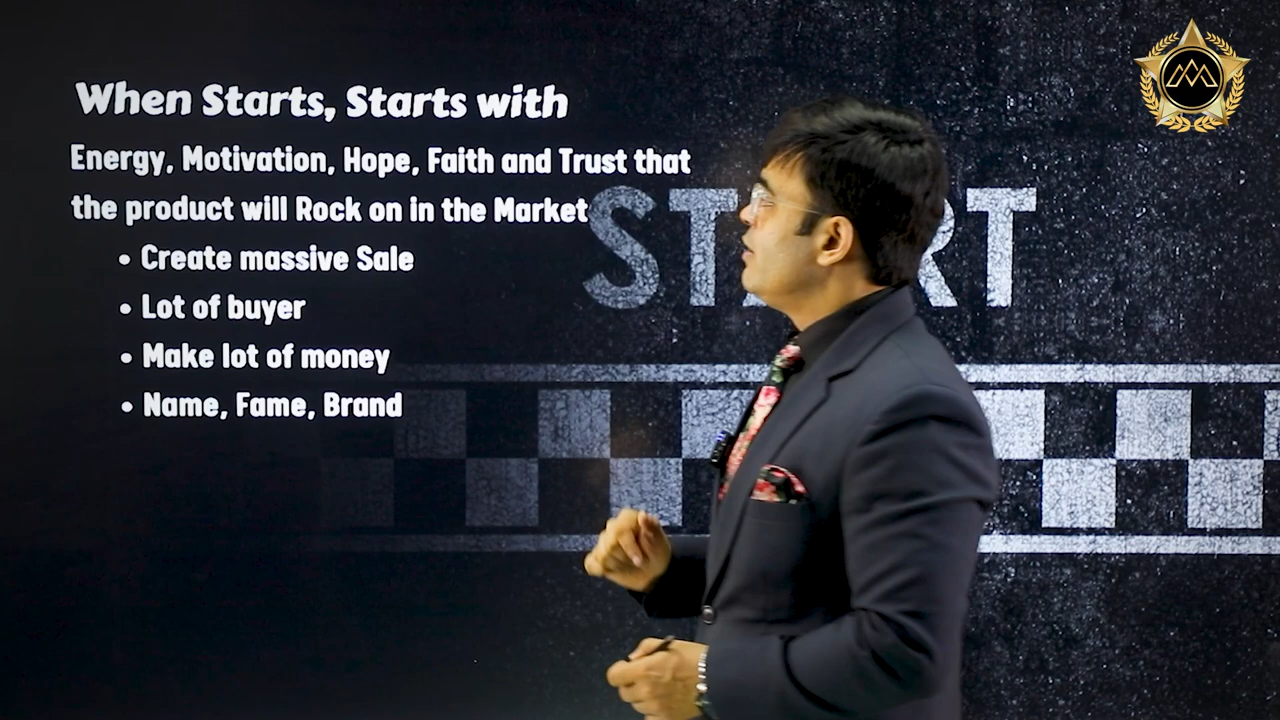 When Starts, Starts with
Energy, Motivation, Hope, Faith and Trust that
the product will Rock on in the Market
START
• Create massive Sale
• Lot of buyer
• Make lot of money
• Name, Fame, Brand